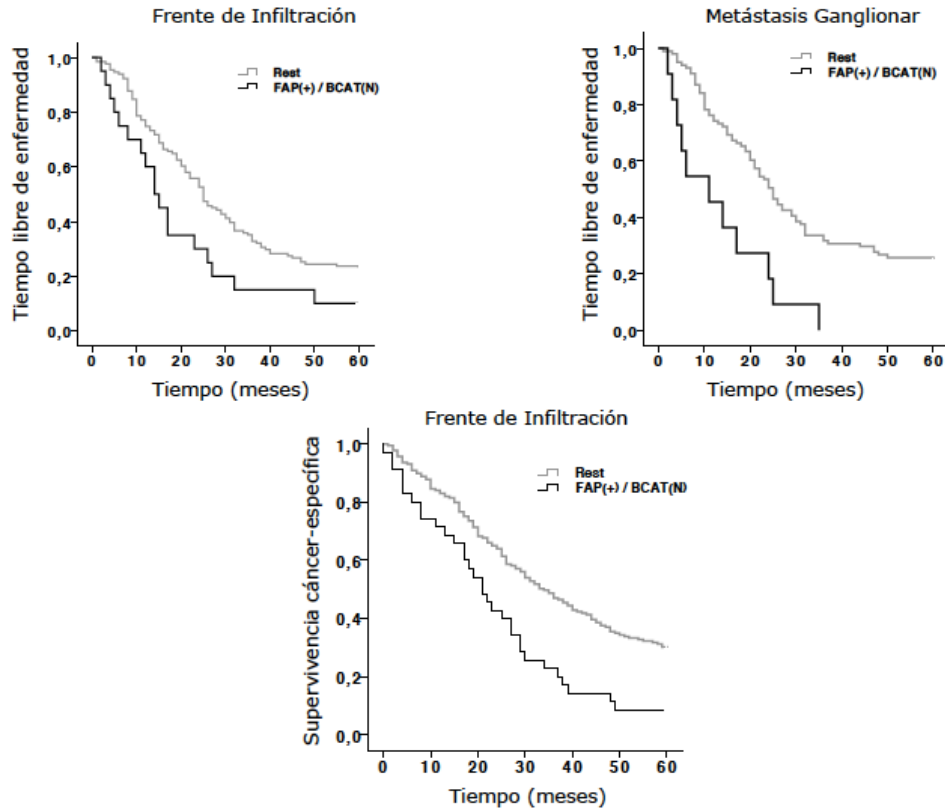 Frente de Infiltración
Tiempo libre de enfermedad
1,0
0,8
0,6
0,4
0,2
0,0
Rest
FAP(+) / BCAT(N)
0 10 20 30 40 50 60
Tiempo (meses)
Metástasis Ganglionar
Tiempo libre de enfermedad
1,0
0,8
0,6
0,4
0,2
0,0
Rest
FAP(+) / BCAT(N)
0 10 20 30 40 50 60
Tiempo (meses)
Frente de Infiltración
Supervivencia cáncer-específica
1,0
0,8
0,6
0,4
0,2
0,0
Rest
FAP(+) / BCAT(N)
0 10 20 30 40 50 60
Tiempo (meses)